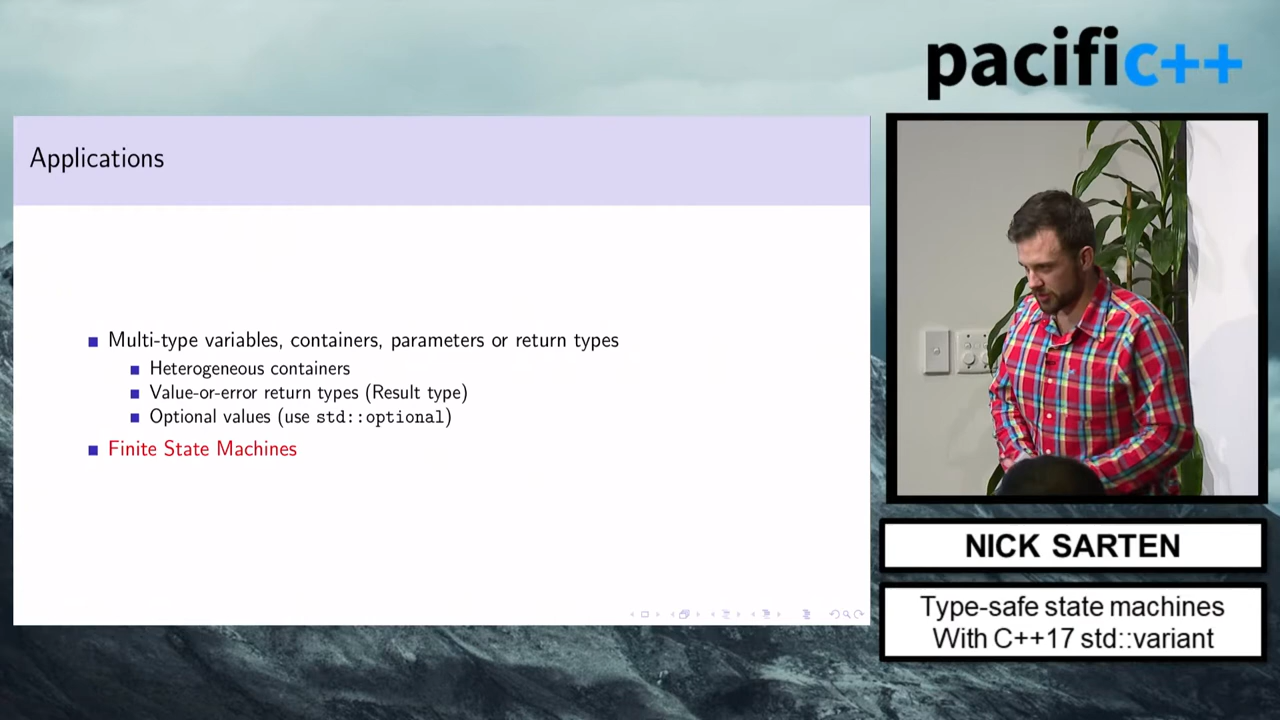 pacific++
Applications
Multi-type variables, containers, parameters or return types
Heterogeneous containers
Value-or-error return types (Result type)
Optional values (use std::optional)
Finite State Machines
NICK SARTEN
Type-safe state machines
With C++17 std::variant